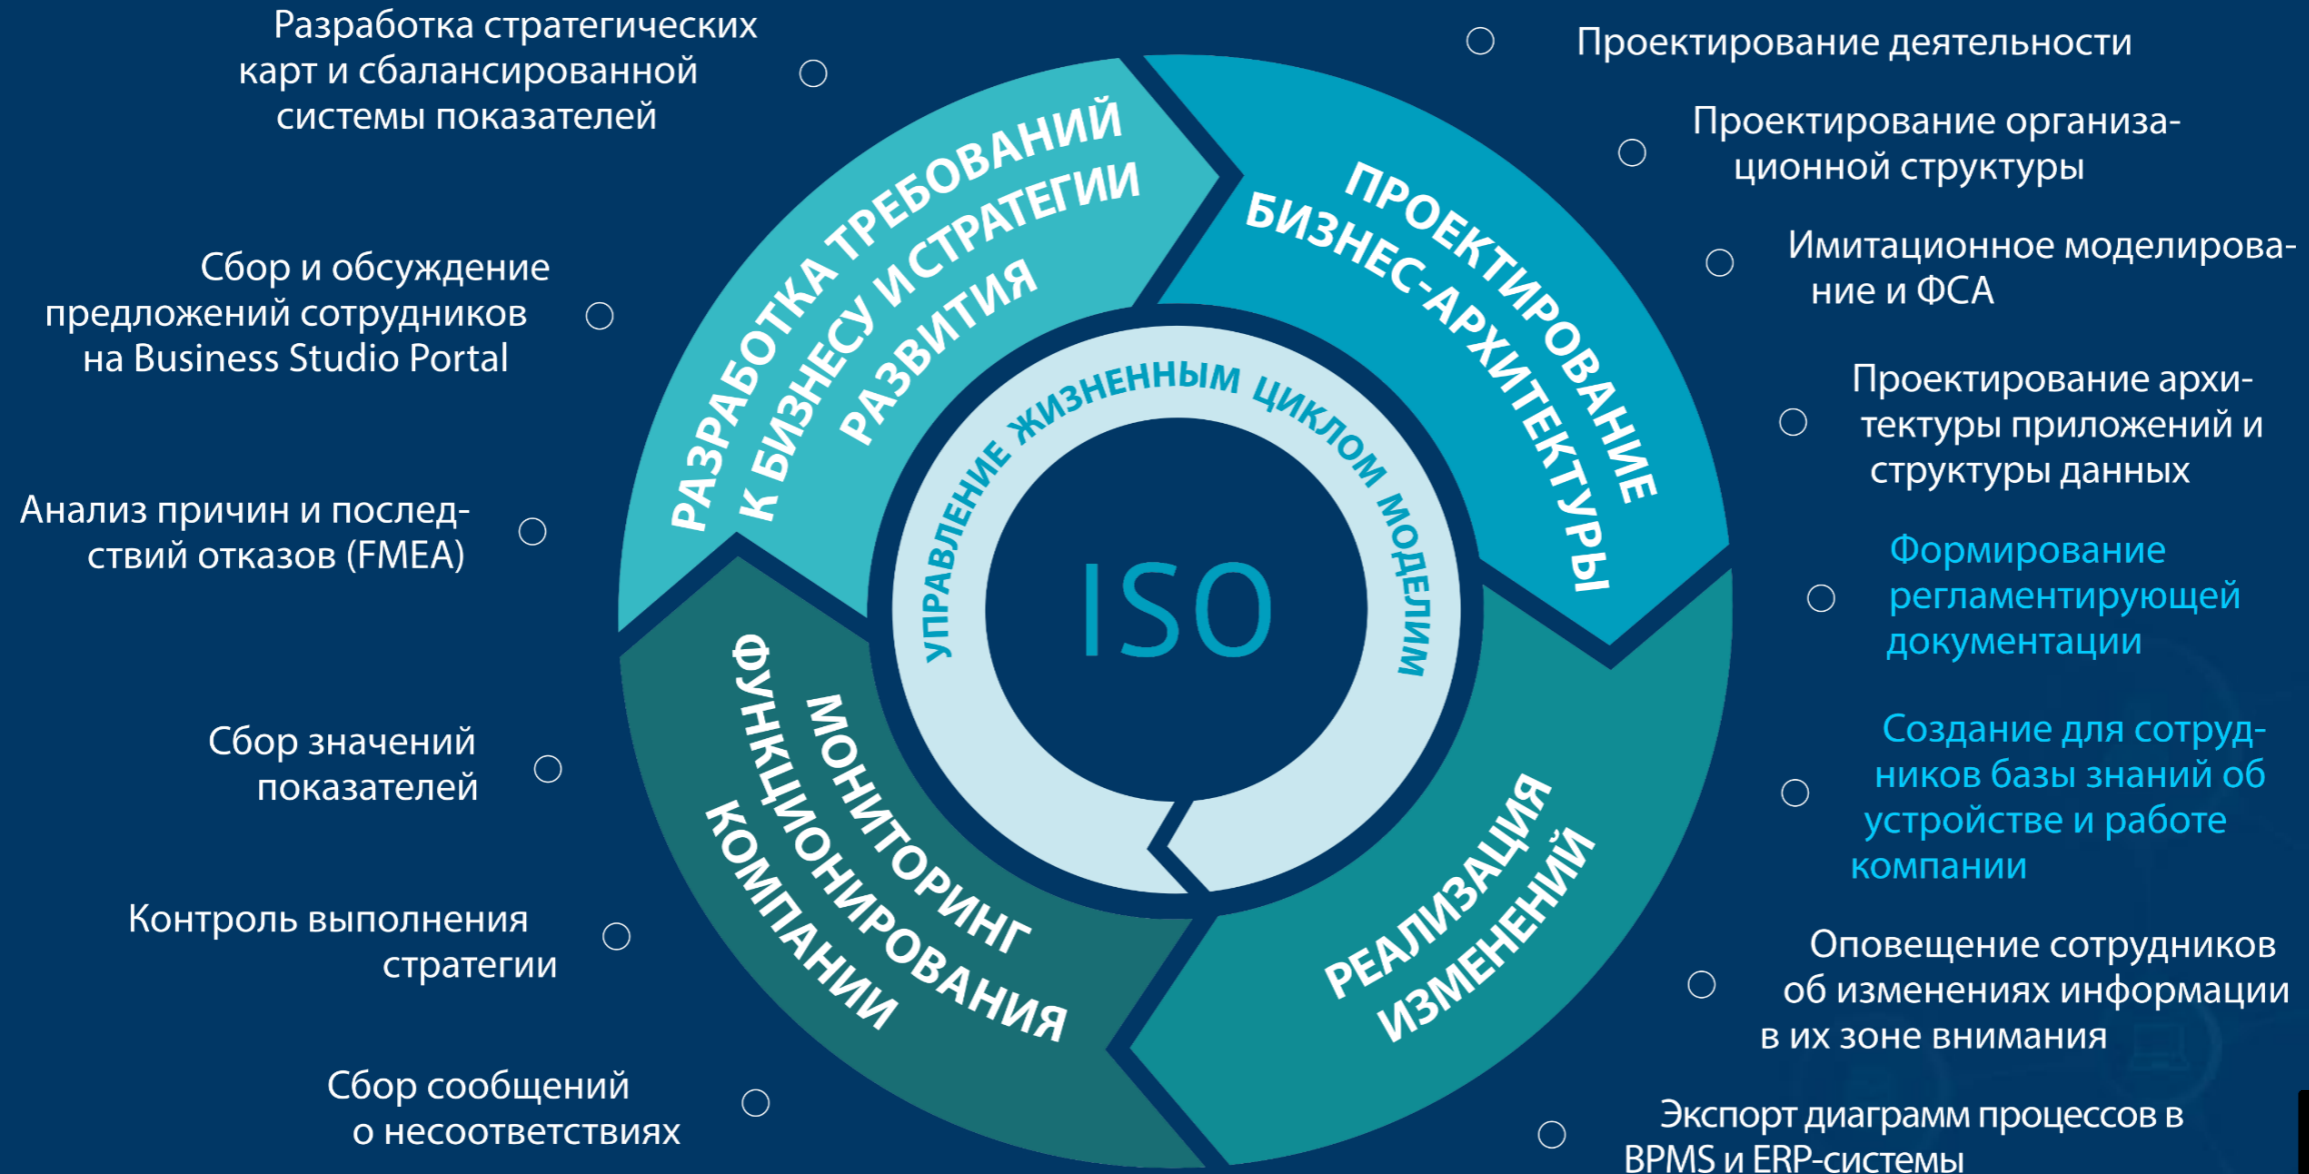 Разработка стратегических
карт и сбалансированной
системы показателей
Сбор и обсуждение
предложений сотрудников
на Business Studio Portal
Анализ причин и послед-
ствий отказов (FMEA)
Сбор значений
показателей
Контроль выполнения
стратегии
Сбор сообщений
о несоответствиях
РАЗРАБОТКА ТРЕБОВАНИЙ
К БИЗНЕСУ И СТРАТЕГИИ
РАЗВИТИЯ
ПРОЕКТИРОВАНИЕ
БИЗНЕС-АРХИТЕКТУРЫ
РЕАЛИЗАЦИЯ
ИЗМЕНЕНИЙ
МОНИТОРИНГ
ФУНКЦИОНИРОВАНИЯ
КОМПАНИИ
УПРАВЛЕНИЕ ЖИЗНЕННЫМ ЦИКЛОМ МОДЕЛИМ
ISO
Проектирование деятельности
Проектирование организа-
ционной структуры
Имитационное моделирова-
ние и ФСА
Проектирование архи-
тектуры приложений и
структуры данных
Формирование
регламентирующей
документации
Создание для сотруд-
ников базы знаний об
устройстве и работе
компании
Оповещение сотрудников
об изменениях информации
в их зоне внимания
Экспорт диаграмм процессов в
BPMS и ERP-системы